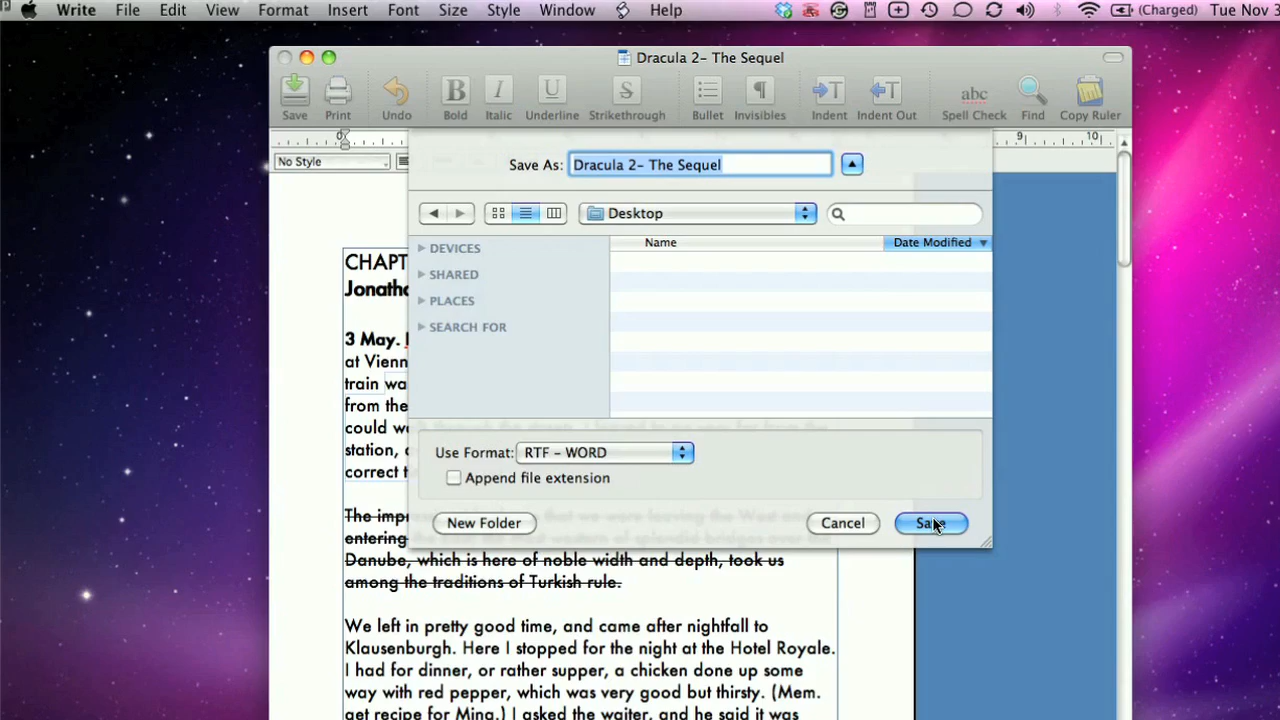 Write File Edit View Format Insert Font Size Style Window Help (Charged) Tue Nov 3
Dracula 2- The Sequel
Save Print Undo Bold Italic Underline Strikethrough Bullet Invisibles Indent Indent Out Spell Check Find Copy Ruler
9 10
No Style
Save As: Dracula 2- The Sequel
Desktop
Name Date Modified
DEVICES
SHARED
PLACES
SEARCH FOR
CHAPT
Jonatha
3 May.
at Vienn
train wa
from the
could wa
station,
correct t
Use Format: RTF - WORD
Append file extension
New Folder Cancel Save
The impre
entering
Danube, which is here of noble width and depth, took us
among the traditions of Turkish rule.
We left in pretty good time, and came after nightfall to
Klausenburg. Here I stopped for the night at the Hotel Royale.
I had for dinner, or rather supper, a chicken done up some
way with red pepper, which was very good but thirsty. (Mem.
get recipe for Mina.) I asked the waiter, and he said it was